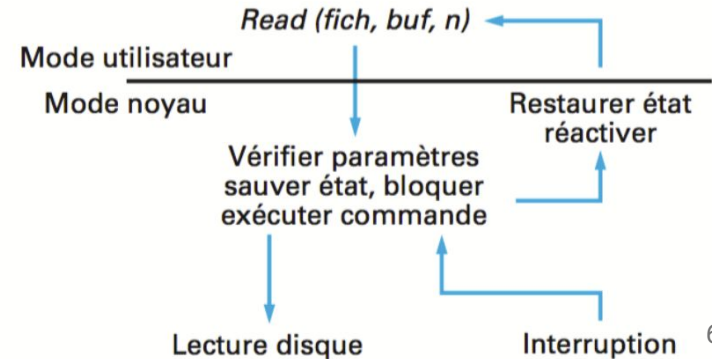 Read (fich, buf, n)
Mode utilisateur
Mode noyau
Restaurer état
réactiver
Vérifier paramètres
sauver état, bloquer
exécuter commande
Lecture disque
Interruption
6